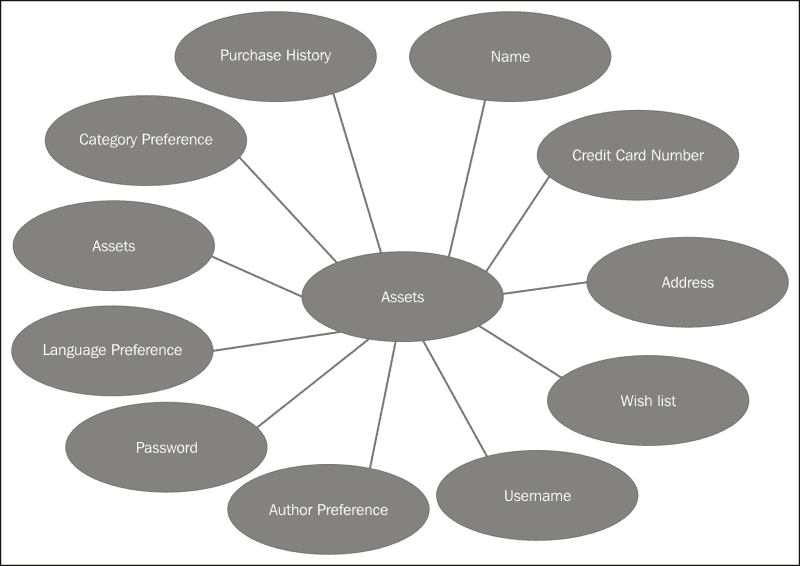 Purchase History
Name
Category Preference
Credit Card Number
Assets
Address
Assets
Language Preference
Wish list
Password
Username
Author Preference